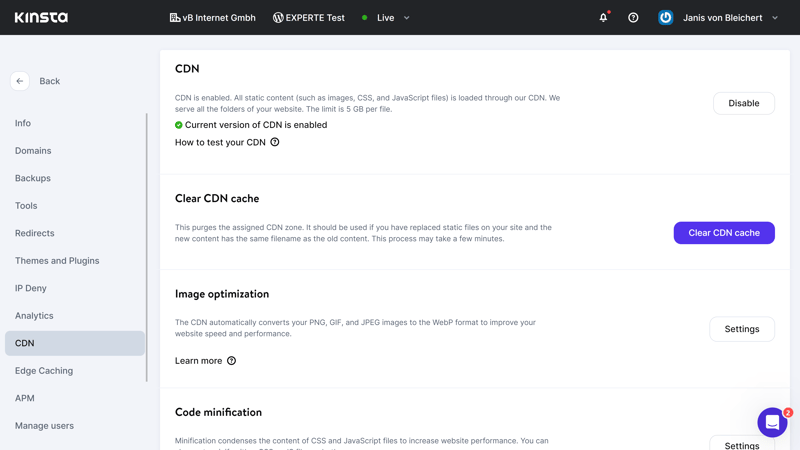 KINSTA vB Internet Gmbh EXPERTE Test Live Janis von Bleichert
Back
Info
Domains
Backups
Tools
Redirects
Themes and Plugins
IP Deny
Analytics
CDN
Edge Caching
APM
Manage users
CDN
CDN is enabled. All static content (such as images, CSS, and JavaScript files) is loaded through our CDN. We
serve all the folders of your website. The limit is 5 GB per file.
Current version of CDN is enabled
How to test your CDN
Disable
Clear CDN cache
This purges the assigned CDN zone. It should be used if you have replaced static files on your site and the
new content has the same filename as the old content. This process may take a few minutes.
Clear CDN cache
Image optimization
The CDN automatically converts your PNG, GIF, and JPEG images to the WebP format to improve your
website speed and performance.
Settings
Learn more
Code minification
Minification condenses the content of CSS and JavaScript files to increase website performance. You can
Settings
2